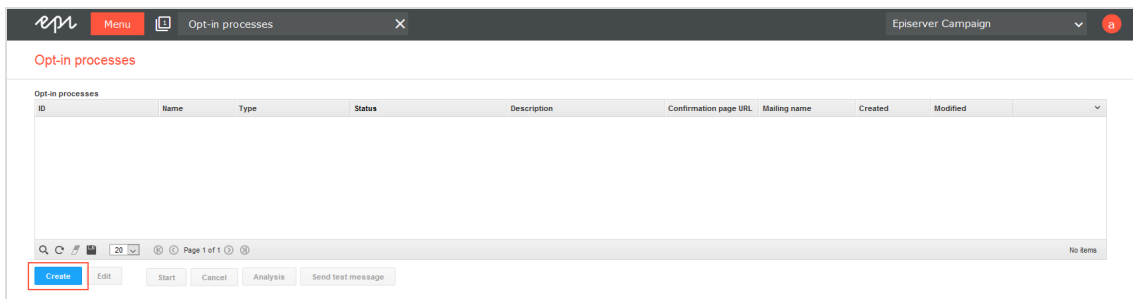 epi Menu 1 Opt-in processes Episerver Campaign a
Opt-in processes
Opt-in processes
ID Name Type Status Description Confirmation page URL Mailing name Created Modified
20 Page 1 of 1 No items
Create Edit Start Cancel Analysis Send test message